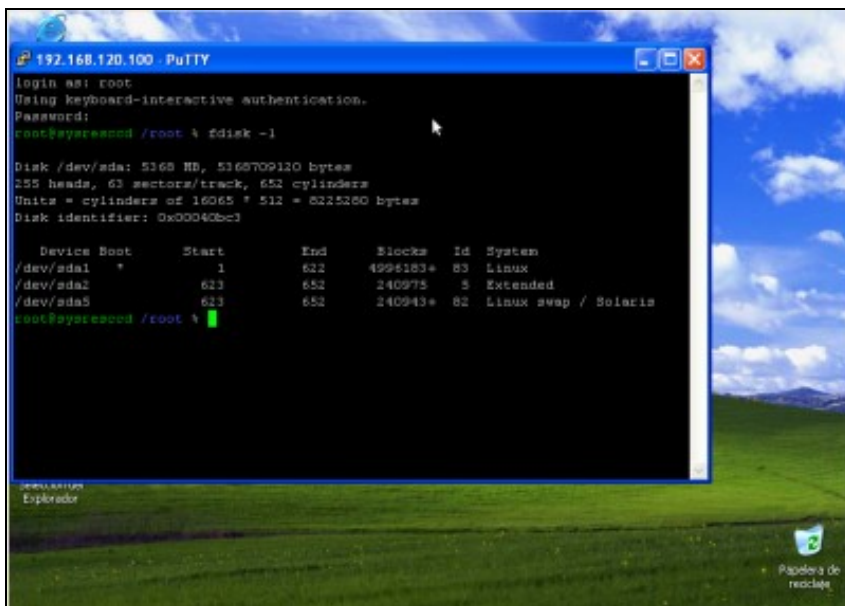 192.168.120.100 - PuTTY
login as: root
Using keyboard-interactive authentication.
Password:
root@sysresccd /root % fdisk -l
Disk /dev/sda: 5368 MB, 5368709120 bytes
255 heads, 63 sectors/track, 652 cylinders
Units = cylinders of 16065 * 512 = 8225280 bytes
Disk identifier: 0x00040bc3
Device Boot Start End Blocks Id System
/dev/sda1 * 1 622 4996183+ 83 Linux
/dev/sda2 623 652 240975 5 Extended
/dev/sda5 623 652 240943+ 82 Linux swap / Solaris
root@sysresccd /root %
Explorador
Papelera de
reciclaje